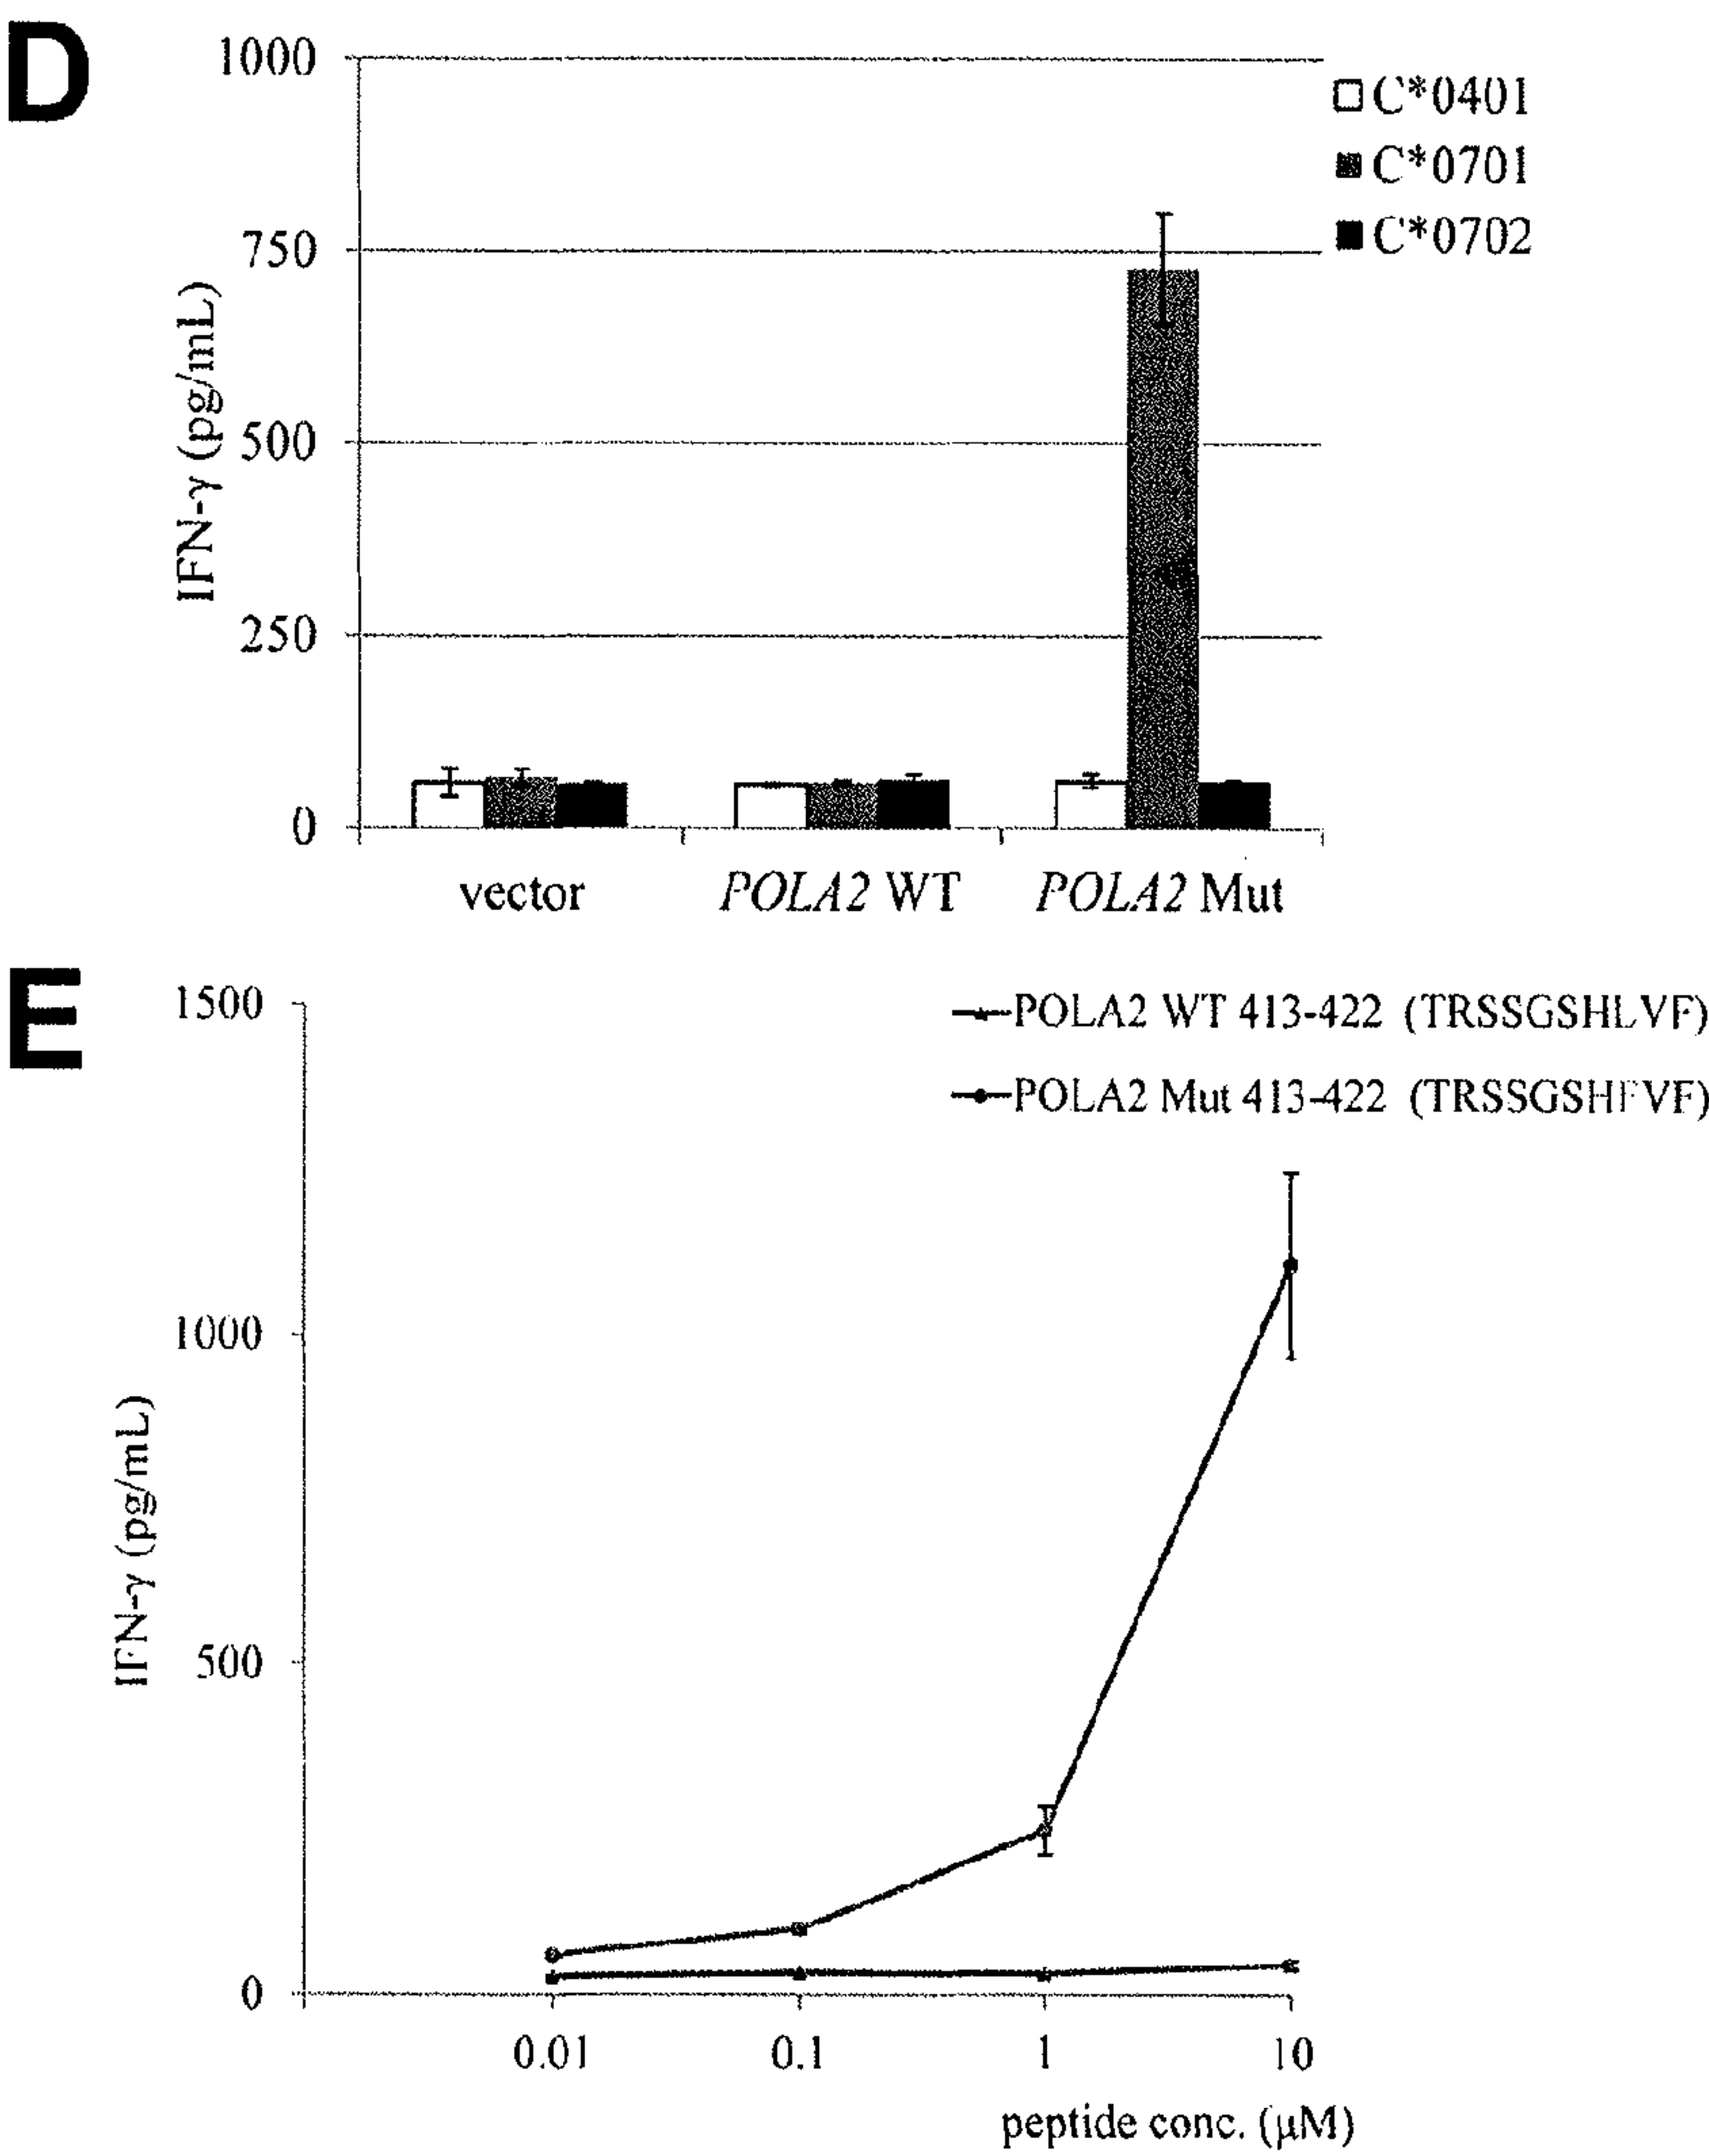 D
1000
750
500
250
0
IFN-γ (pg/mL)
C*0401
C*0701
C*0702
vector
POLA2 WT
POLA2 Mut
E
1500
1000
500
0
IFN-γ (pg/mL)
POLA2 WT 413-422 (TRSSGSHLVF)
POLA2 Mut 413-422
0.01
0.1
1
10
peptide conc. (μM)